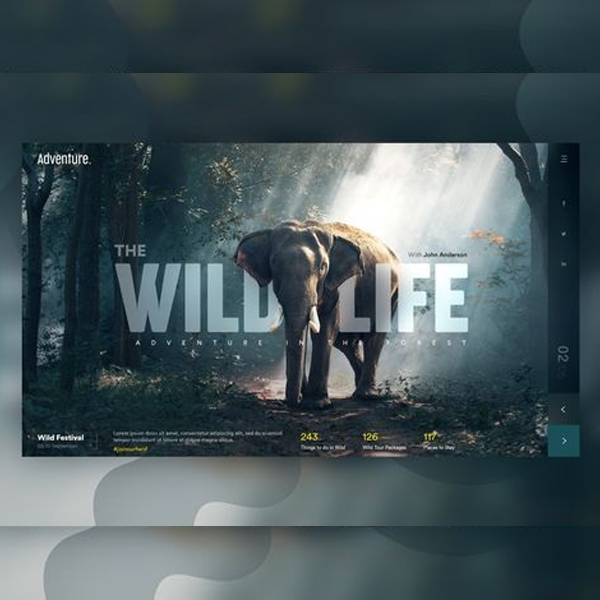 Adventure.
THE
With John Anderson
WILD LIFE
ADVENTURE IN THE FOREST
02
Wild Festival
Lorem ipsum dolor sit amet, consectetur adipiscing elit, sed do eiusmod
tempor incididunt ut labore et dolore magna aliqua.
#joinourherd
243
Things to do in Wild
126
Wild Tour Packages
117
Places to Stay